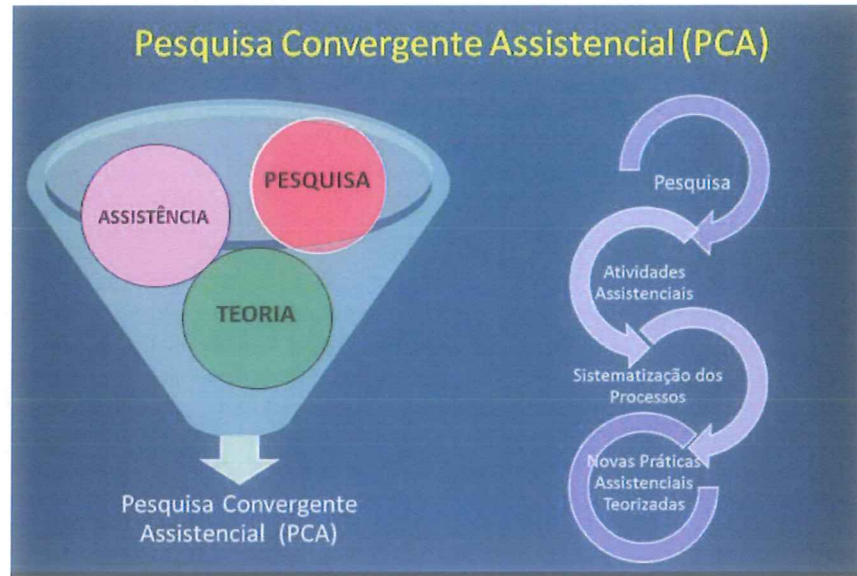 Pesquisa Convergente Assistencial (PCA)
ASSISTÊNCIA
PESQUISA
TEORIA
Pesquisa Convergente
Assistencial (PCA)
Pesquisa
Atividades
Assistenciais
Sistematização dos
Processos
Novas Práticas
Assistenciais
Teorizadas